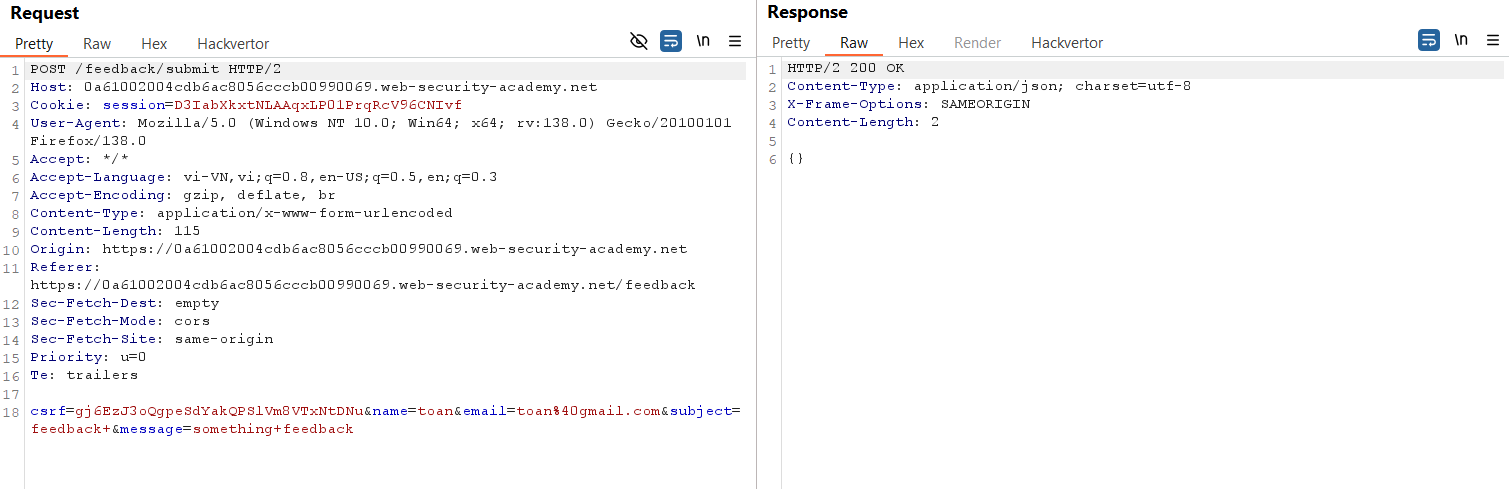 Request
Pretty Raw Hex Hackvertor \n
1 POST /feedback/submit HTTP/2
2 Host: 0a61002004cdb6ac8056cccb00990069.web-security-academy.net
3 Cookie: session=D3IabXkxtNLAAqxLP01PrqRcV96CNIvf
4 User-Agent: Mozilla/5.0 (Windows NT 10.0; Win64; x64; rv:138.0) Gecko/20100101
Firefox/138.0
5 Accept: */*
6 Accept-Language: vi-VN,vi;q=0.8,en-US;q=0.5,en;q=0.3
7 Accept-Encoding: gzip, deflate, br
8 Content-Type: application/x-www-form-urlencoded
9 Content-Length: 115
10 Origin: https://0a61002004cdb6ac8056cccb00990069.web-security-academy.net
11 Referer:
https://0a61002004cdb6ac8056cccb00990069.web-security-academy.net/feedback
12 Sec-Fetch-Dest: empty
13 Sec-Fetch-Mode: cors
14 Sec-Fetch-Site: same-origin
15 Priority: u=0
16 Te: trailers
17
18 csrf=gj6EzJ3oQgpeSdYakQPSlVm8VTxNtDNu&name=toan&email=toan%40gmail.com&subject=
feedback+&message=something+feedback
Response
Pretty Raw Hex Render Hackvertor \n
1 HTTP/2 200 OK
2 Content-Type: application/json; charset=utf-8
3 X-Frame-Options: SAMEORIGIN
4 Content-Length: 2
5
6 {}